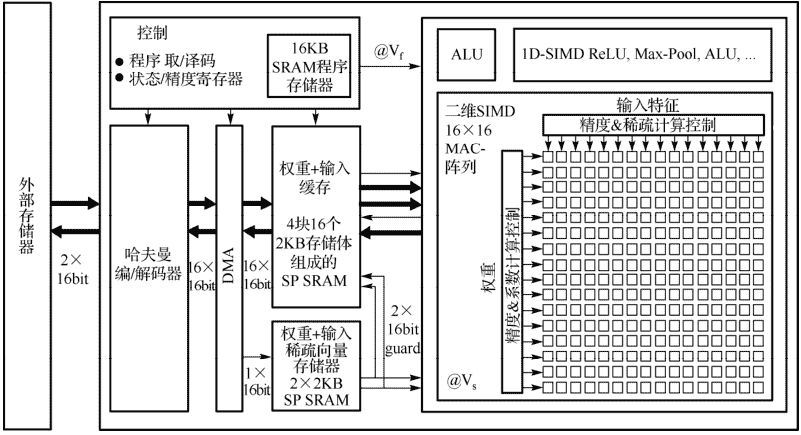 外部存储器
2×
16bit
控制
● 程序 取/译码
● 状态/精度寄存器
16KB
SRAM程序
存储器
@Vf
哈夫曼
编/解码器
16×
16bit
DMA
16×
16bit
权重+输入
缓存
4块16个
2KB存储体
组成的
SP SRAM
1×
16bit
权重+输入
稀疏向量
存储器
2×2KB
SP SRAM
2×
16bit
guard
@Vs
ALU
1D-SIMD ReLU, Max-Pool, ALU, ...
二维SIMD
16×16
MAC-
阵列
输入特征
精度&稀疏计算控制
权重
精度&系数计算控制